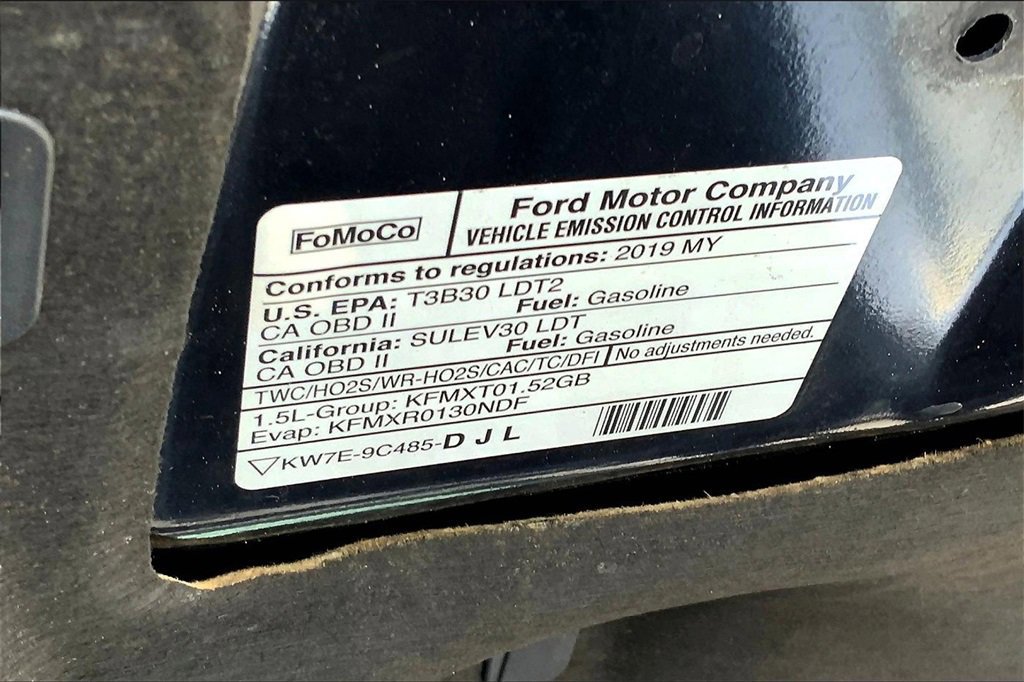 FoMoCo
Ford Motor Company
VEHICLE EMISSION CONTROL INFORMATION
Conforms to regulations: 2019 MY
U.S. EPA: T3B30 LDT2
CA OBD II Fuel: Gasoline
California: SULEV30 LDT
CA OBD II Fuel: Gasoline
TWC/HO2S/WR-HO2S/CAC/TC/DFI No adjustments needed.
1.5L-Group: KFMXT01.52GB
Evap: KFMXR0130NDF
KW7E-9C485-D J L